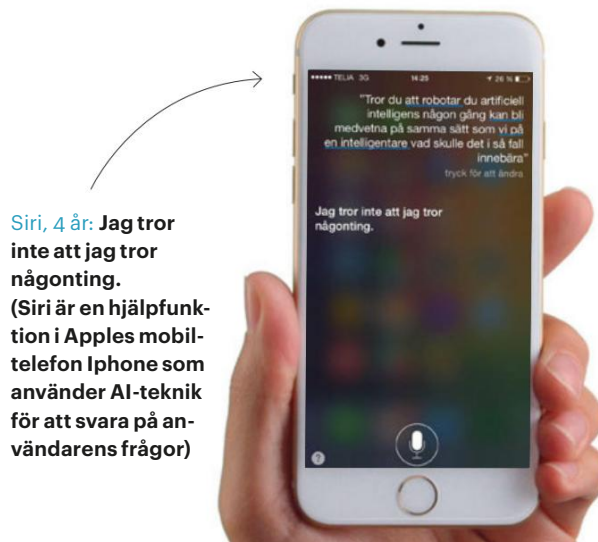 TELIA 3G 14:25 26 %
"Tror du att robotar du artificiell
intelligens någon gång kan bli
medvetna på samma sätt som vi på
en intelligentare vad skulle det i så fall
innebära"
tryck för att ändra
Jag tror inte att jag tror
någonting.
?
Siri, 4 år: Jag tror
inte att jag tror
någonting.
(Siri är en hjälpfunk-
tion i Apples mobil-
telefon Iphone som
använder AI-teknik
för att svara på an-
vändarens frågor)